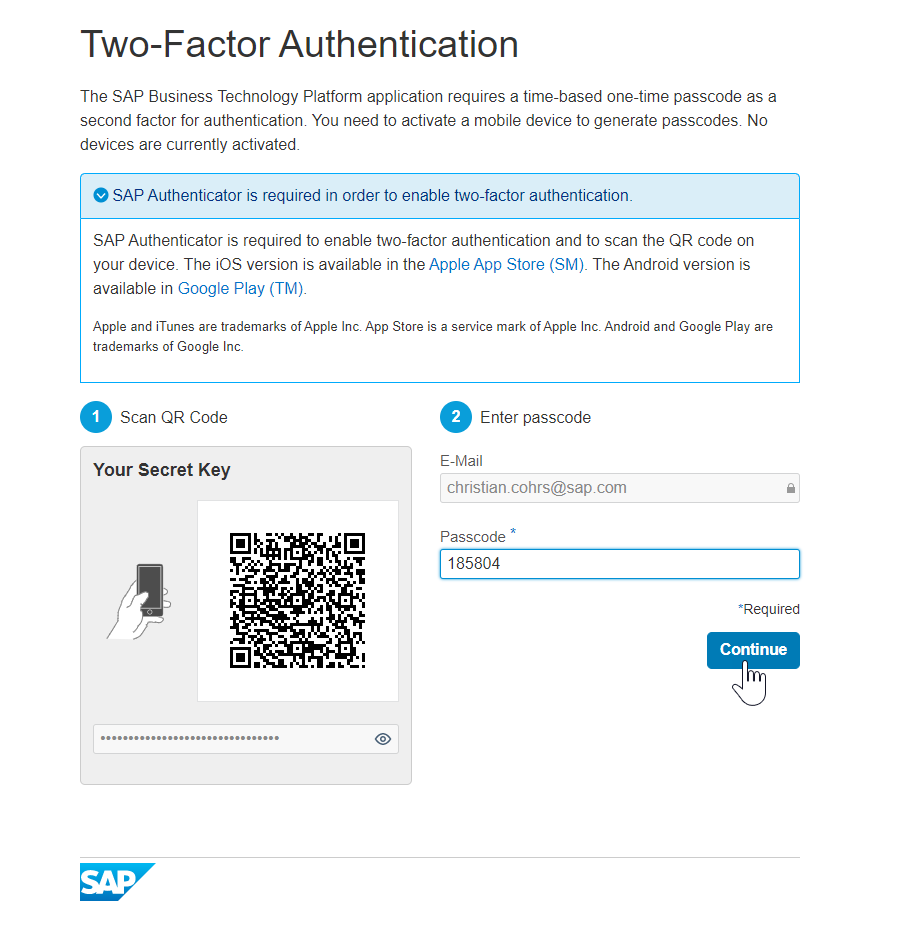 Two-Factor Authentication
The SAP Business Technology Platform application requires a time-based one-time passcode as a
second factor for authentication. You need to activate a mobile device to generate passcodes. No
devices are currently activated.
SAP Authenticator is required in order to enable two-factor authentication.
SAP Authenticator is required to enable two-factor authentication and to scan the QR code on
your device. The iOS version is available in the Apple App Store (SM). The Android version is
available in Google Play (TM).
Apple and iTunes are trademarks of Apple Inc. App Store is a service mark of Apple Inc. Android and Google Play are
trademarks of Google Inc.
1 Scan QR Code
Your Secret Key
2 Enter passcode
E-Mail
christian.cohrs@sap.com
Passcode *
185804
*Required
Continue
SAP